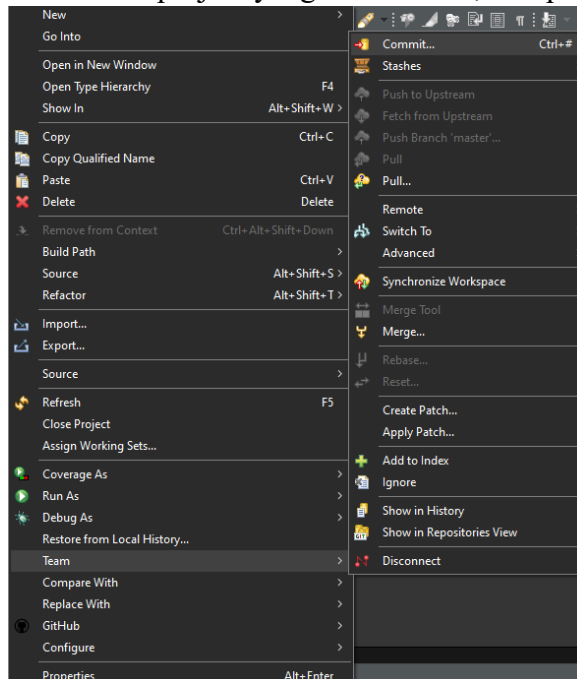 New >
Go Into
Open in New Window
Open Type Hierarchy F4
Show In Alt+Shift+W >
Copy Ctrl+C
Copy Qualified Name
Paste Ctrl+V
Delete Delete
Remove from Context Ctrl+Alt+Shift+Down
Build Path >
Source Alt+Shift+S >
Refactor Alt+Shift+T >
Import...
Export...
Source >
Refresh F5
Close Project
Assign Working Sets...
Coverage As >
Run As >
Debug As >
Restore from Local History...
Team >
Compare With >
Replace With >
GitHub >
Configure >
Properties Alt+Enter
Commit... Ctrl+#
Stashes
Push to Upstream
Fetch from Upstream
Push Branch 'master'...
Pull
Pull...
Remote
Switch To
Advanced
Synchronize Workspace
Merge Tool
Merge...
Rebase...
Reset...
Create Patch...
Apply Patch...
Add to Index
Ignore
Show in History
GIT
Show in Repositories View
Disconnect